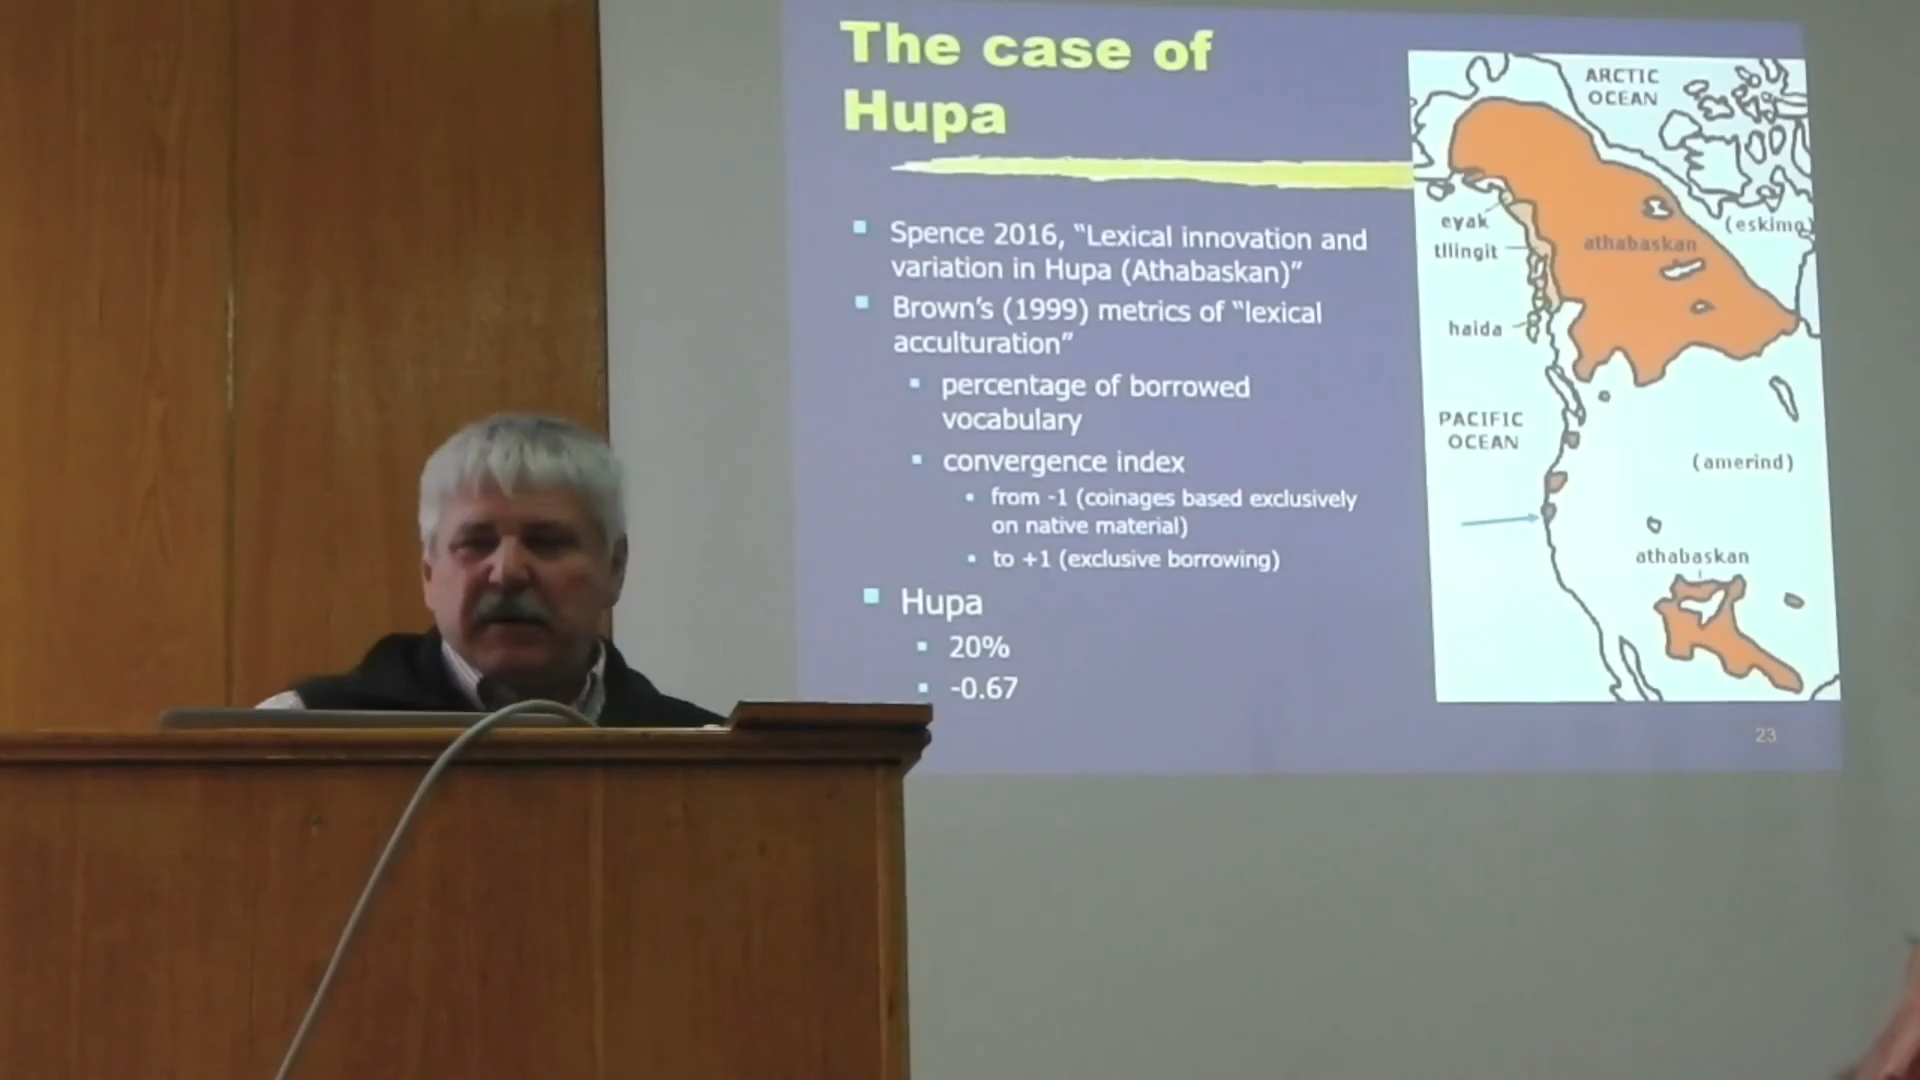 The case of
Hupa
Spence 2016, “Lexical innovation and
variation in Hupa (Athabaskan)”
Brown’s (1999) metrics of “lexical
acculturation”
percentage of borrowed
vocabulary
convergence index
from -1 (coinages based exclusively
on native material)
to +1 (exclusive borrowing)
Hupa
20%
-0.67
ARCTIC
OCEAN
eyak
(eskimo)
athabaskan
tlingit
haida
PACIFIC
OCEAN
(amerind)
athabaskan
23